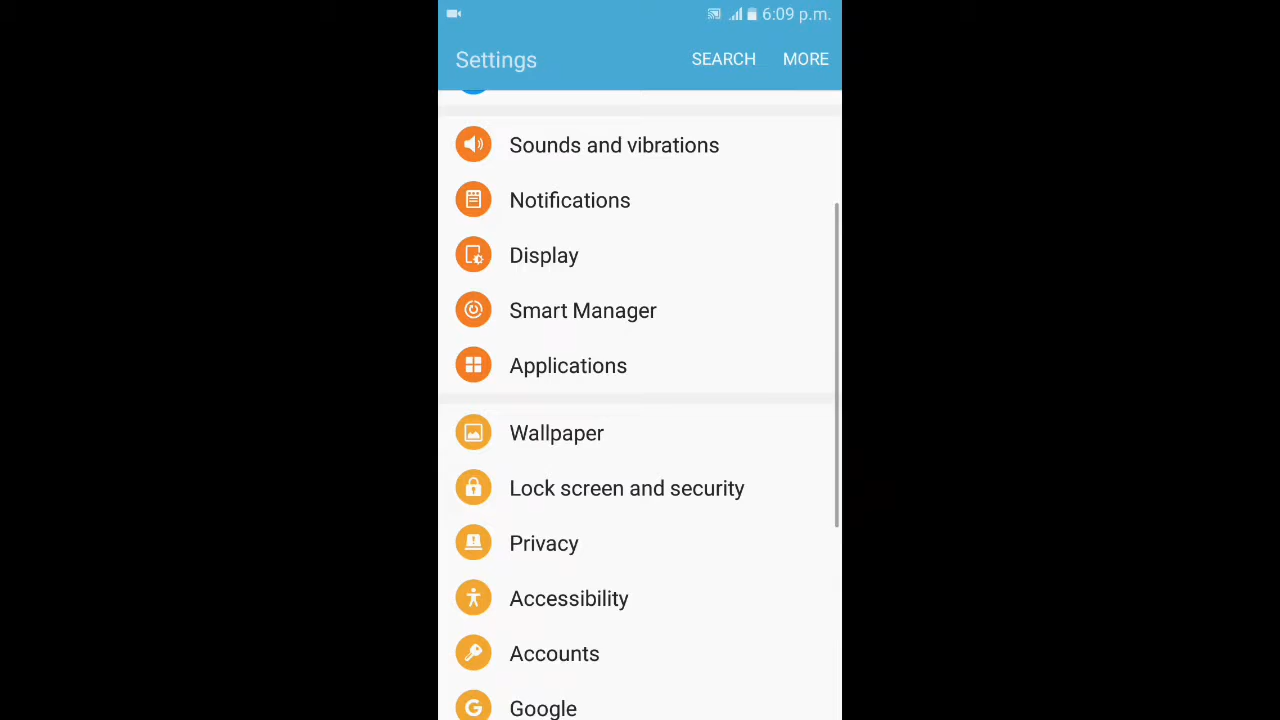 6:09 p.m.
Settings SEARCH MORE
Sounds and vibrations
Notifications
Display
Smart Manager
Applications
Wallpaper
Lock screen and security
Privacy
Accessibility
Accounts
Google